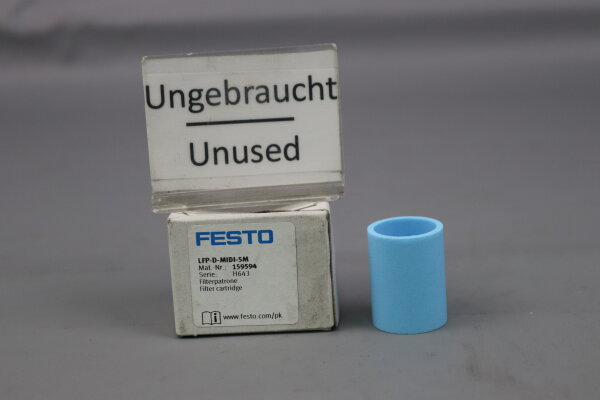 Ungebraucht
Unused
FESTO
LFP-D-MIDI-5M
Mat.-Nr.: 159594
Serie: H643
Filterpatrone
Filter cartridge
www.festo.com/pk